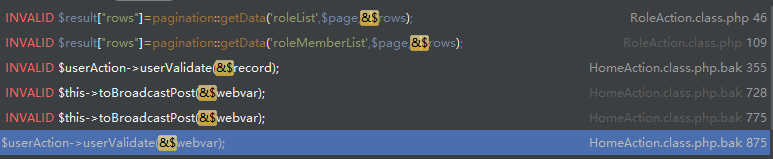 INVALID $result["rows"]=pagination::getData('roleList',$page,&$rows); RoleAction.class.php 46
INVALID $result["rows"]=pagination::getData('roleMemberList',$page,&$rows); RoleAction.class.php 109
INVALID $userAction->userValidate(&$record); HomeAction.class.php.bak 355
INVALID $this->toBroadcastPost(&$webvar); HomeAction.class.php.bak 728
INVALID $this->toBroadcastPost(&$webvar); HomeAction.class.php.bak 775
$userAction->userValidate(&$webvar); HomeAction.class.php.bak 875